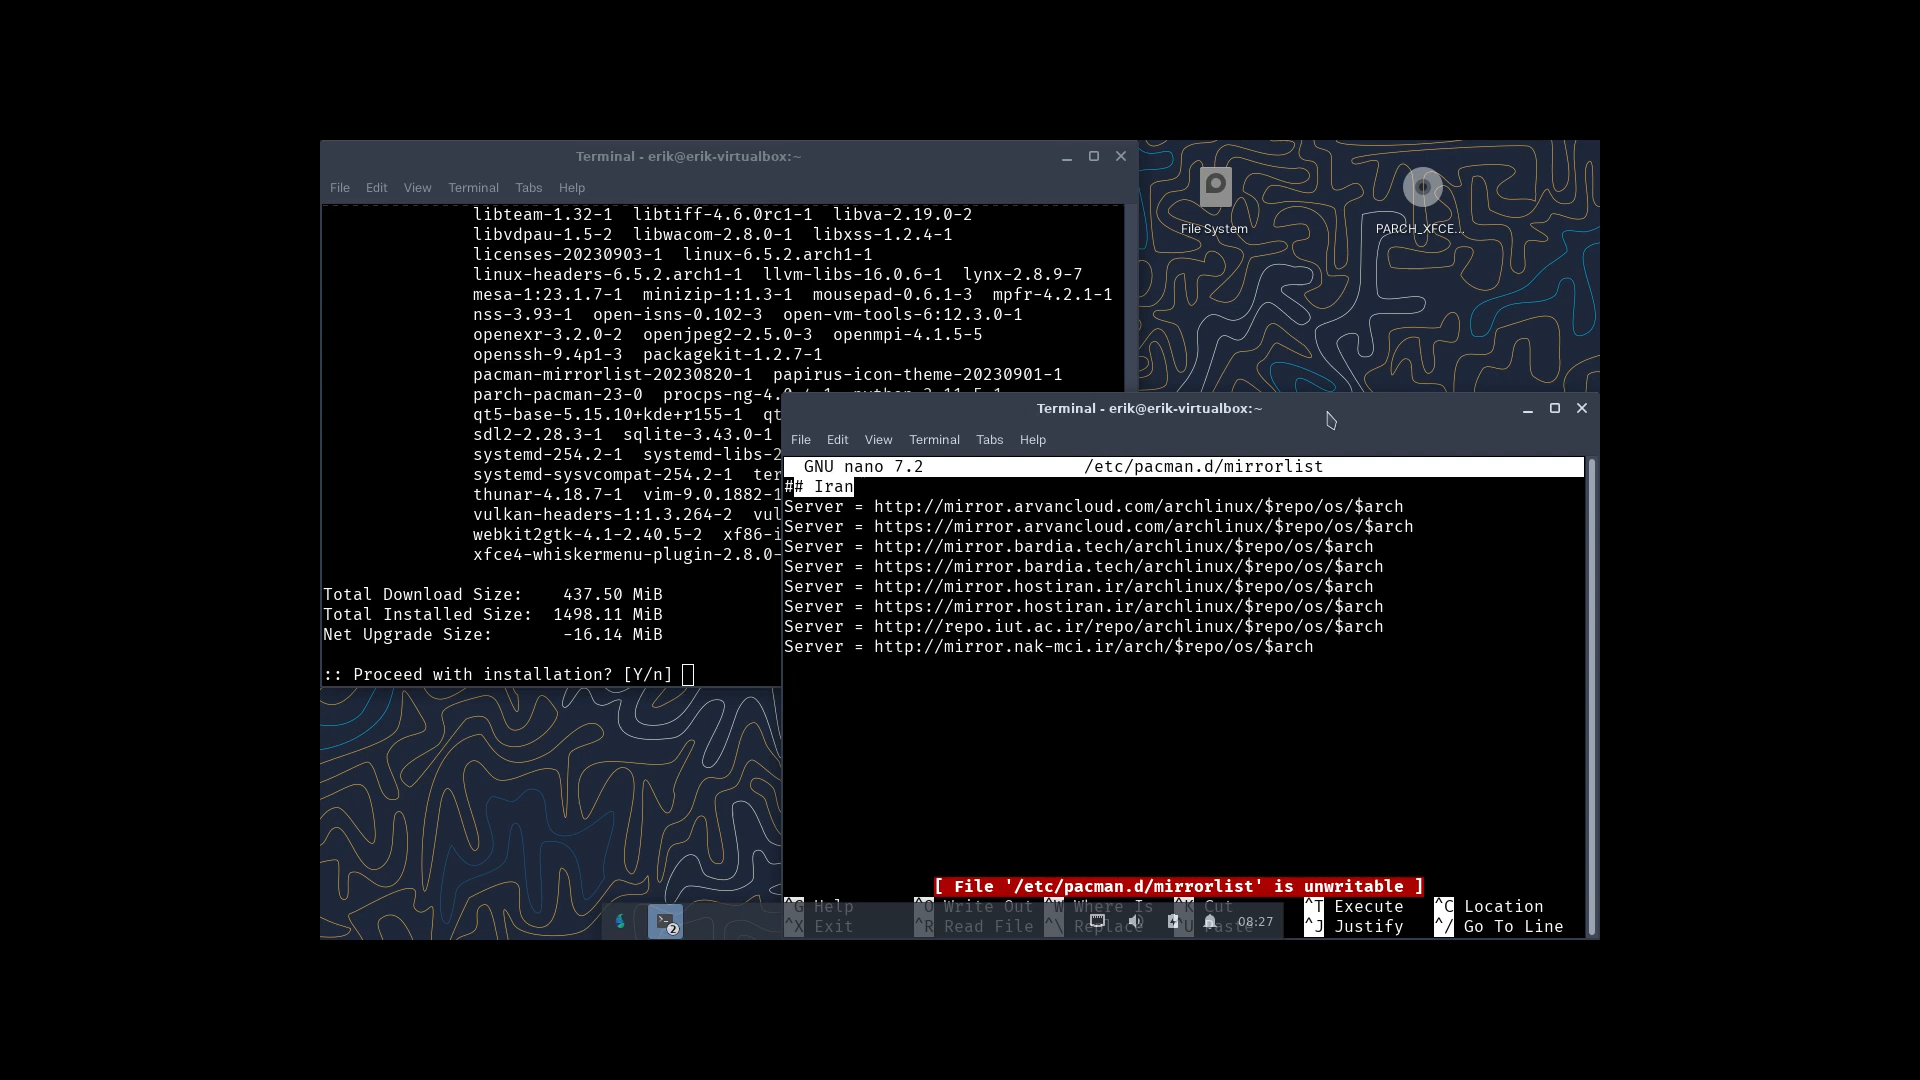 Terminal - erik@erik-virtualbox:~
File Edit View Terminal Tabs Help
libteam-1.32-1 libtiff-4.6.0rc1-1 libva-2.19.0-2
libvdpau-1.5-2 libwacom-2.8.0-1 libxss-1.2.4-1
licenses-20230903-1 linux-6.5.2.arch1-1
linux-headers-6.5.2.arch1-1 llvm-libs-16.0.6-1 lynx-2.8.9-7
mesa-1:23.1.7-1 minizip-1:1.3-1 mousepad-0.6.1-3 mpfr-4.2.1-1
nss-3.93-1 open-isns-0.102-3 open-vm-tools-6:12.3.0-1
openexr-3.2.0-2 openjpeg2-2.5.0-3 openmpi-4.1.5-5
openssh-9.4p1-3 packagekit-1.2.7-1
pacman-mirrorlist-20230820-1 papirus-icon-theme-20230901-1
parch-pacman-23-0 procps-ng-4.
qt5-base-5.15.10+kde+r155-1 qt
sdl2-2.28.3-1 sqlite-3.43.0-1
systemd-254.2-1 systemd-libs-2
systemd-sysvcompat-254.2-1 ter
thunar-4.18.7-1 vim-9.0.1882-1
vulkan-headers-1:1.3.264-2 vul
webkit2gtk-4.1-2.40.5-2 xf86-i
xfce4-whiskermenu-plugin-2.8.0-
Total Download Size: 437.50 MiB
Total Installed Size: 1498.11 MiB
Net Upgrade Size: -16.14 MiB
:: Proceed with installation? [Y/n]
File System
PARCH_XFCE...
Terminal - erik@erik-virtualbox:~
File Edit View Terminal Tabs Help
GNU nano 7.2 /etc/pacman.d/mirrorlist
## Iran
Server = http://mirror.arvancloud.com/archlinux/$repo/os/$arch
Server = https://mirror.arvancloud.com/archlinux/$repo/os/$arch
Server = http://mirror.bardia.tech/archlinux/$repo/os/$arch
Server = https://mirror.bardia.tech/archlinux/$repo/os/$arch
Server = http://mirror.hostiran.ir/archlinux/$repo/os/$arch
Server = https://mirror.hostiran.ir/archlinux/$repo/os/$arch
Server = http://repo.iut.ac.ir/repo/archlinux/$repo/os/$arch
Server = http://mirror.nak-mci.ir/arch/$repo/os/$arch
[ File '/etc/pacman.d/mirrorlist' is unwritable ]
^G Help ^O Write Out ^W Where Is ^K Cut ^T Execute ^C Location
^X Exit ^R Read File ^\ Replace ^U Paste ^J Justify ^/ Go To Line
2
08:27